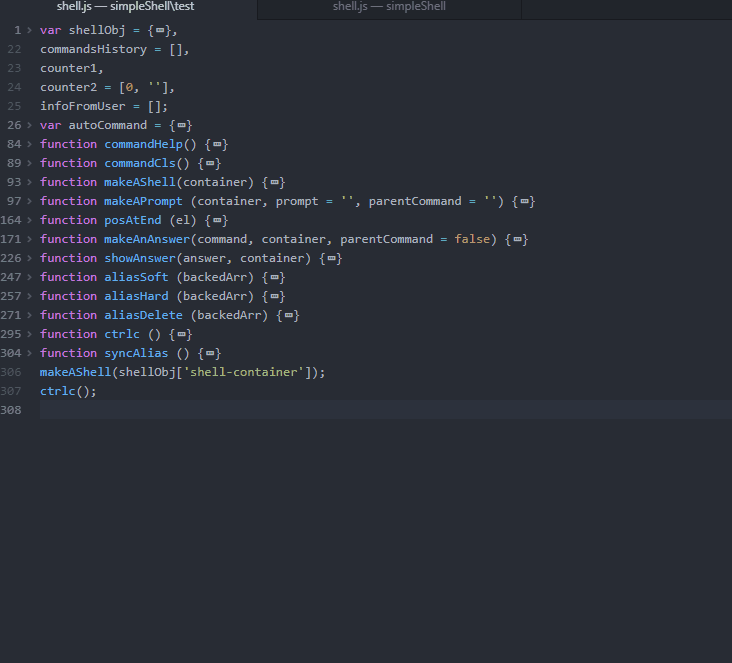 shell.js — simpleShell\test shell.js — simpleShell
1 var shellObj = {},
22 commandsHistory = [],
23 counter1,
24 counter2 = [0, ''],
25 infoFromUser = [];
26 var autoCommand = {}
84 function commandHelp() {}
89 function commandCls() {}
93 function makeAShell(container) {}
97 function makeAPrompt (container, prompt = '', parentCommand = '') {}
164 function posAtEnd (el) {}
171 function makeAnAnswer(command, container, parentCommand = false) {}
226 function showAnswer(answer, container) {}
247 function aliasSoft (backedArr) {}
257 function aliasHard (backedArr) {}
271 function aliasDelete (backedArr) {}
295 function ctrlc () {}
304 function syncAlias () {}
306 makeAShell(shellObj['shell-container']);
307 ctrlc();
308